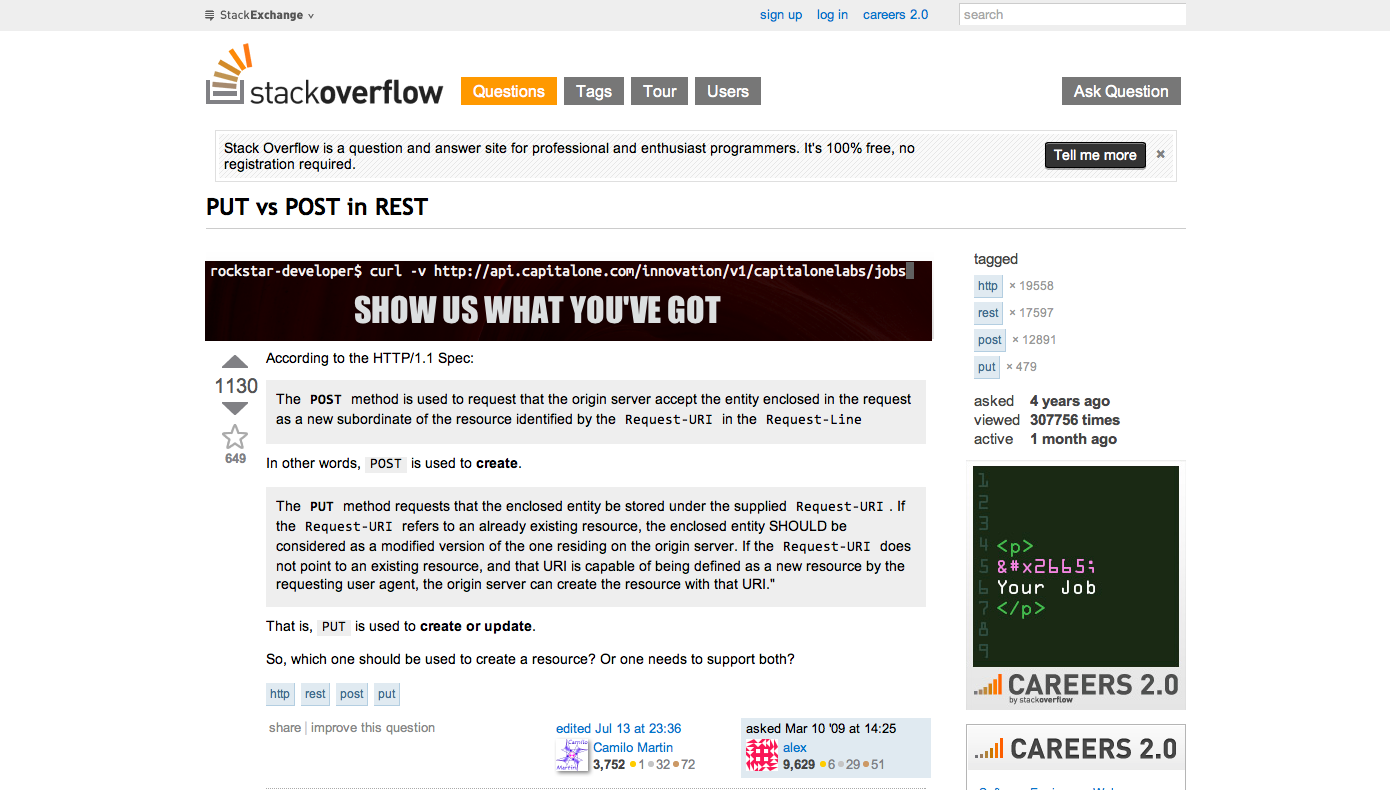 StackExchange
sign up log in careers 2.0 search
stackoverflow Questions Tags Tour Users Ask Question
Stack Overflow is a question and answer site for professional and enthusiast programmers. It's 100% free, no
registration required.
Tell me more ×
PUT vs POST in REST
rockstar-developer$ curl -v http://api.capitalone.com/innovation/v1/capitalonelabs/jobs
SHOW US WHAT YOU'VE GOT
1130
649
According to the HTTP/1.1 Spec:
The POST method is used to request that the origin server accept the entity enclosed in the request
as a new subordinate of the resource identified by the Request-URI in the Request-Line
In other words, POST is used to create.
The PUT method requests that the enclosed entity be stored under the supplied Request-URI . If
the Request-URI refers to an already existing resource, the enclosed entity SHOULD be
considered as a modified version of the one residing on the origin server. If the Request-URI does
not point to an existing resource, and that URI is capable of being defined as a new resource by the
requesting user agent, the origin server can create the resource with that URI."
That is, PUT is used to create or update.
So, which one should be used to create a resource? Or one needs to support both?
http rest post put
share | improve this question
edited Jul 13 at 23:36
Camilo Martin
3,752 ●1 ●32 ●72
asked Mar 10 '09 at 14:25
alex
9,629 ●6 ●29 ●51
tagged
http × 19558
rest × 17597
post × 12891
put × 479
asked 4 years ago
viewed 307756 times
active 1 month ago
1
2
3
4 <p>
5 &#x2665;
6 Your Job
7 </p>
8
9
CAREERS 2.0
by stackoverflow
CAREERS 2.0